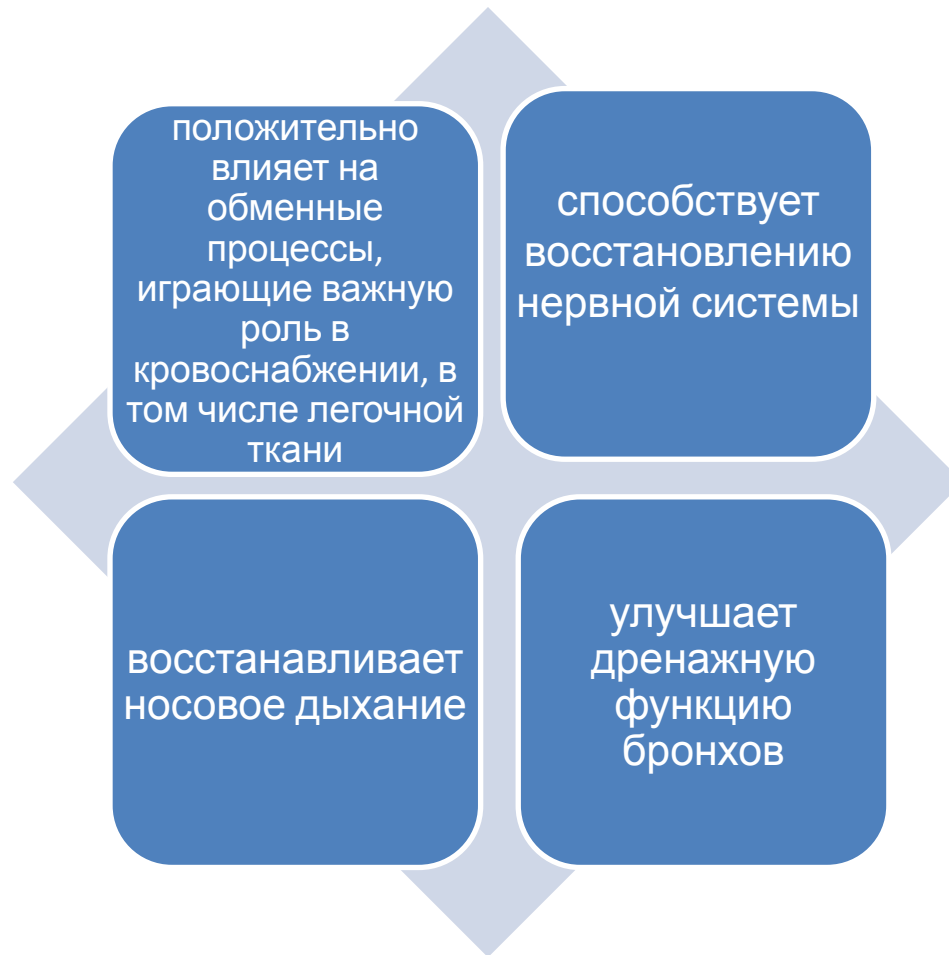 положительно
влияет на
обменные
процессы,
играющие важную
роль в
кровоснабжении, в
том числе легочной
ткани
способствует
восстановлению
нервной системы
восстанавливает
носовое дыхание
улучшает
дренажную
функцию
бронхов